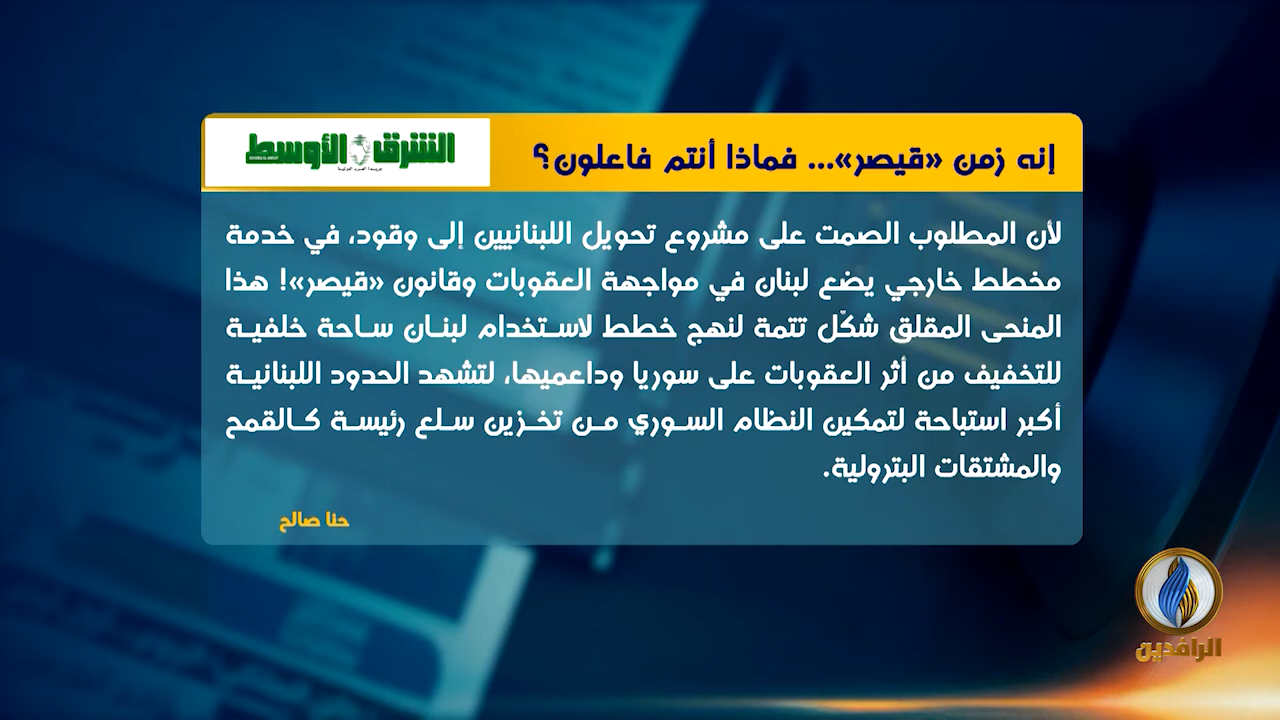 إنه زمن «قيصر»... فماذا أنتم فاعلون؟
الشرق الأوسط
جريدة العرب الدولية
لأن المطلوب الصمت على مشروع تحويل اللبنانيين إلى وقود، في خدمة
مخطط خارجي يضع لبنان في مواجهة العقوبات وقانون «قيصر»! هذا
المنحى المقلق شكّل تتمة لنهج خطط لاستخدام لبنان ساحة خلفية
للتخفيف من أثر العقوبات على سوريا وداعميها، لتشهد الحدود اللبنانية
أكبر استباحة لتمكين النظام السوري من تخزين سلع رئيسة كالقمح
والمشتقات البترولية.
حنا صالح
الرافدين